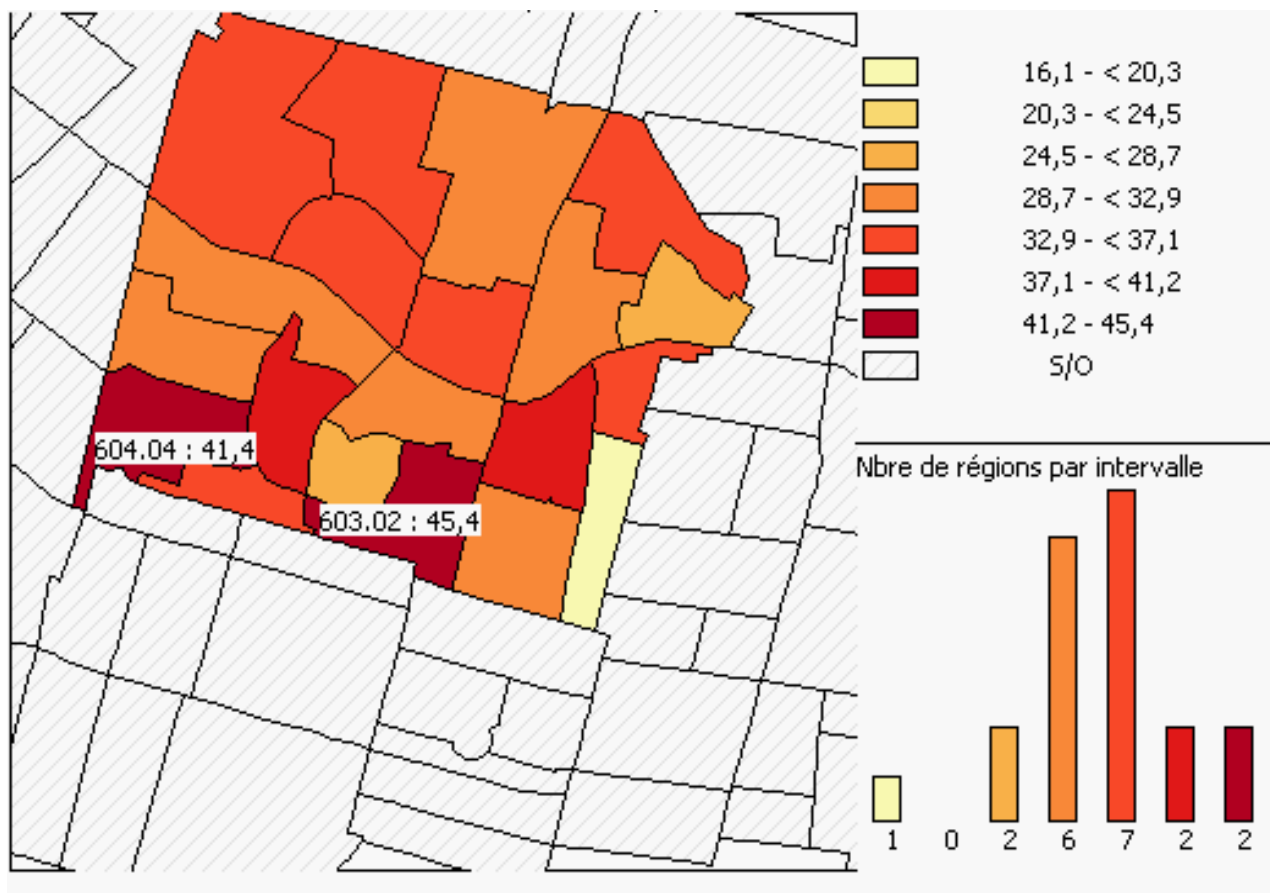 16,1 - < 20,3
20,3 - < 24,5
24,5 - < 28,7
28,7 - < 32,9
32,9 - < 37,1
37,1 - < 41,2
41,2 - 45,4
S/O
604.04 : 41,4
603.02 : 45,4
Nbre de régions par intervalle
1 0 2 6 7 2 2